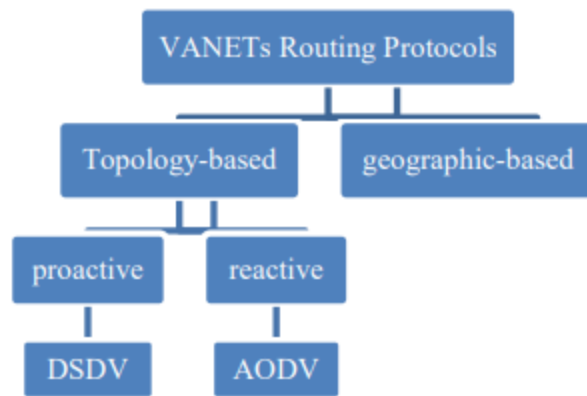 VANETs Routing Protocols
Topology-based
geographic-based
proactive
reactive
DSDV
AODV